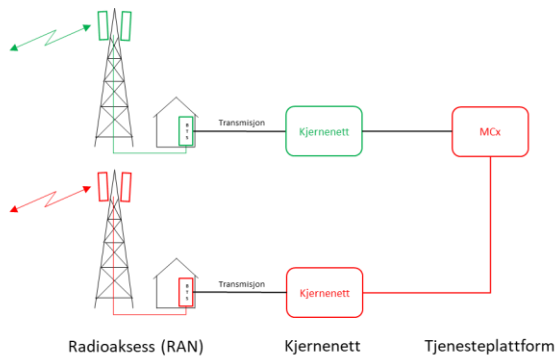 Transmisjon
B
T
S
Kjernenett
MCx
Transmisjon
B
T
S
Kjernenett
Radioaksess (RAN)
Kjernenett
Tjenesteplattform